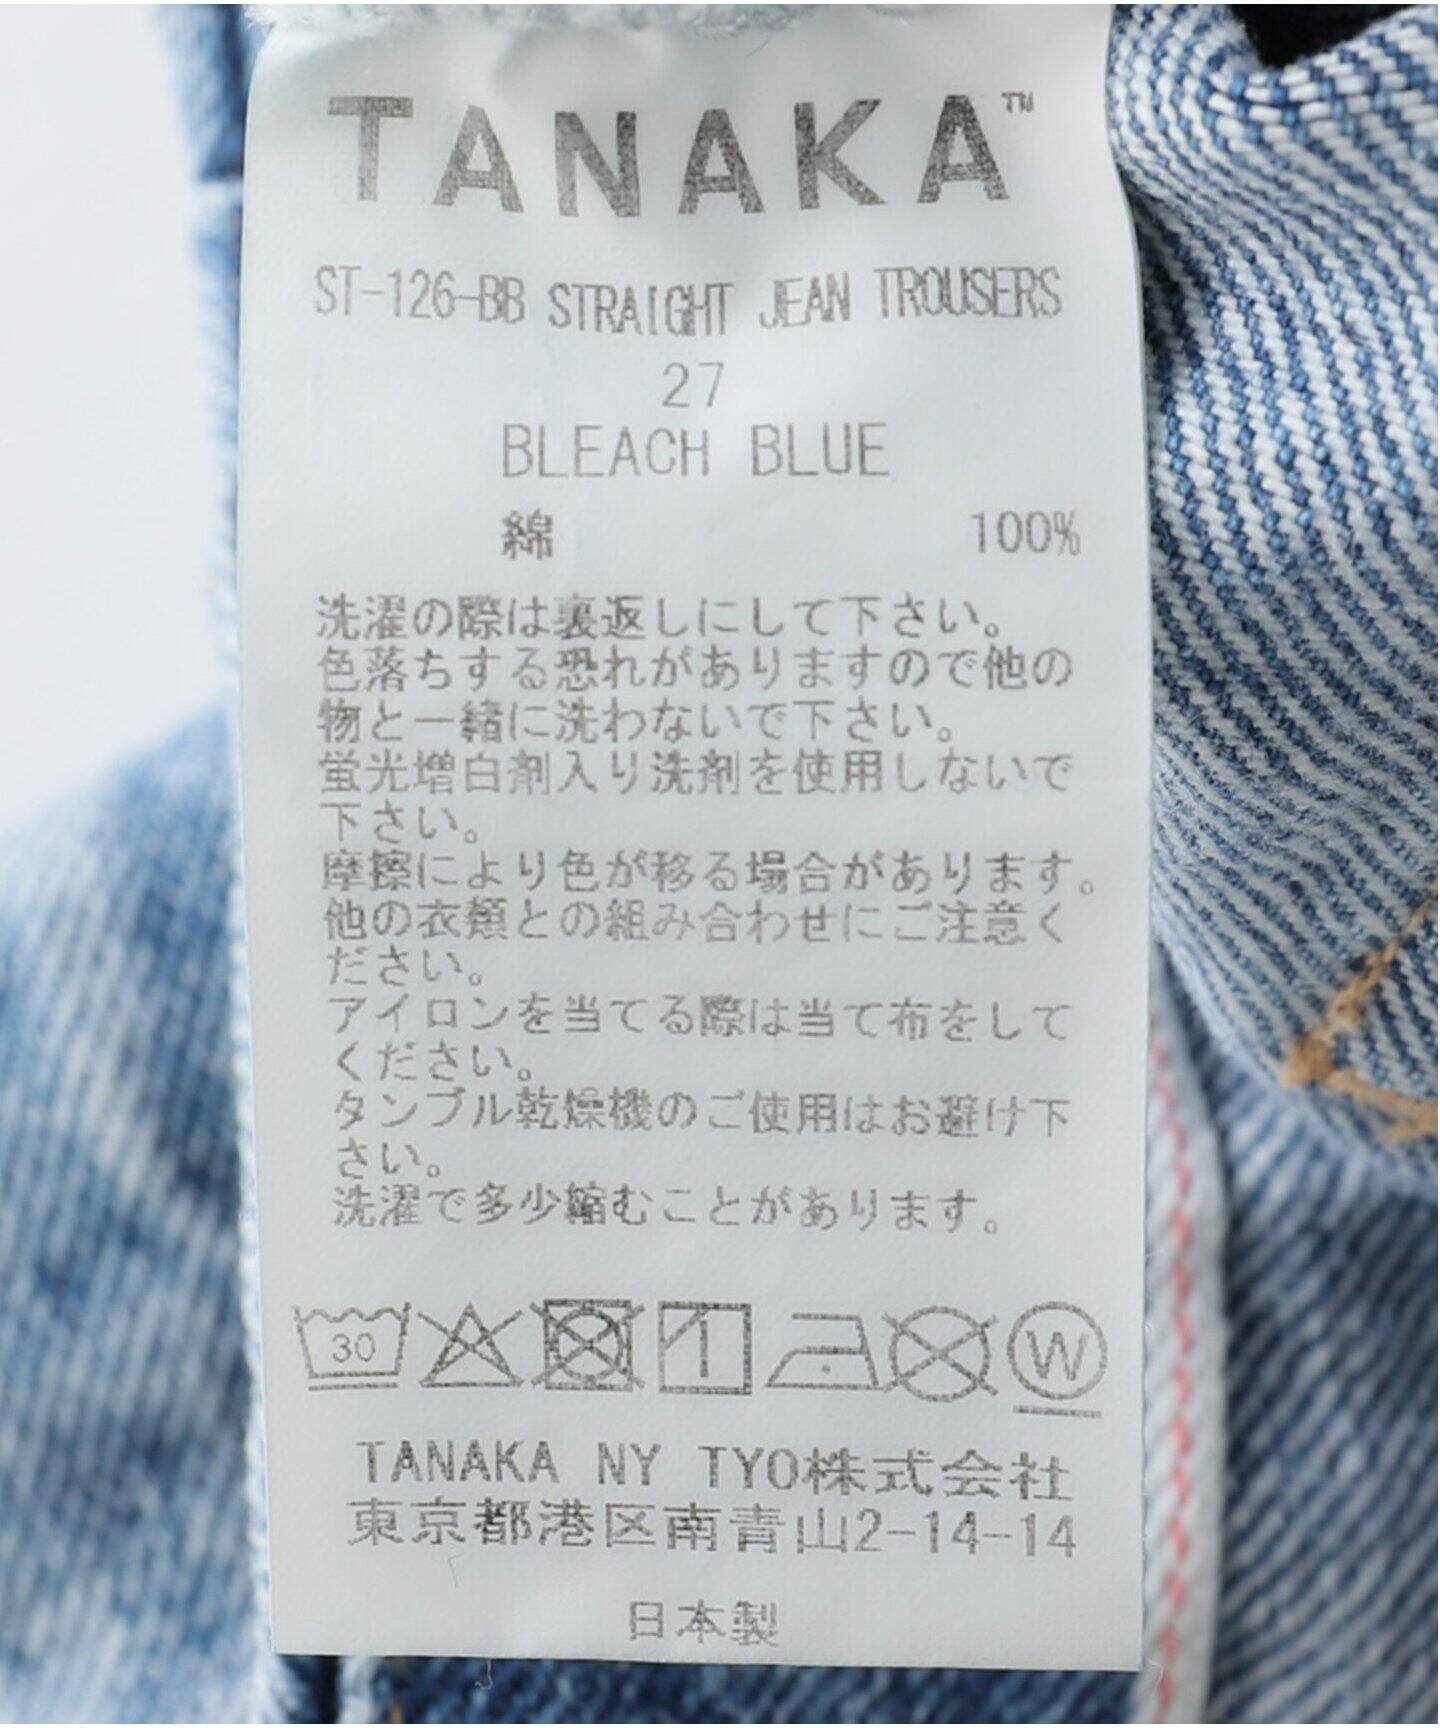 TANAKA™
ST-126-BB STRAIGHT JEAN TROUSERS
27
BLEACH BLUE
綿 100%
洗濯の際は裏返しにして下さい。
色落ちする恐れがありますので他の
物と一緒に洗わないで下さい。
蛍光増白剤入り洗剤を使用しないで
下さい。
摩擦により色が移る場合があります。
他の衣類との組み合わせにご注意く
ださい。
アイロンを当てる際は当て布をして
ください。
タンブル乾燥機のご使用はお避け下
さい。
洗濯で多少縮むことがあります。
30 W
TANAKA NY TYO株式会社
東京都港区南青山2-14-14
日本製